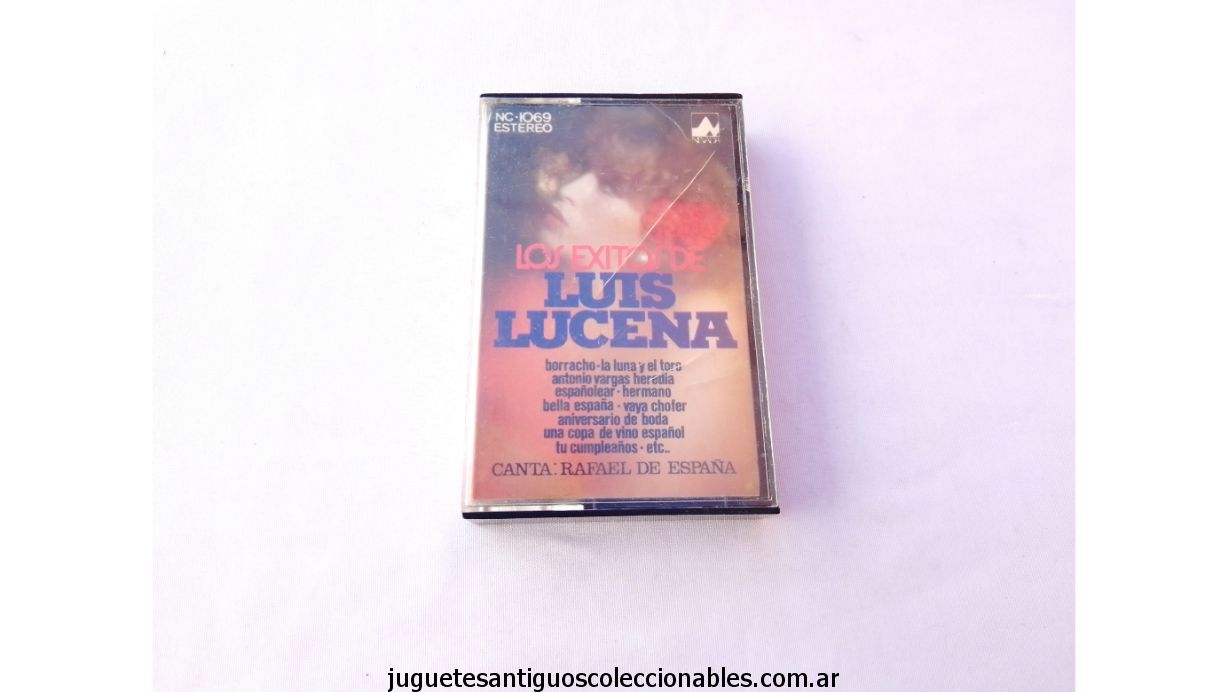 NC-1069
ESTEREO
NEVADA
LOS EXITOS DE
LUIS
LUCENA
borracho-la luna y el toro
antonio vargas heredia
españolear-hermano
bella españa-vaya chofer
aniversario de boda
una copa de vino español
tu cumpleaños-etc..
CANTA: RAFAEL DE ESPAÑA
juguetesantiguoscoleccionables.com.ar